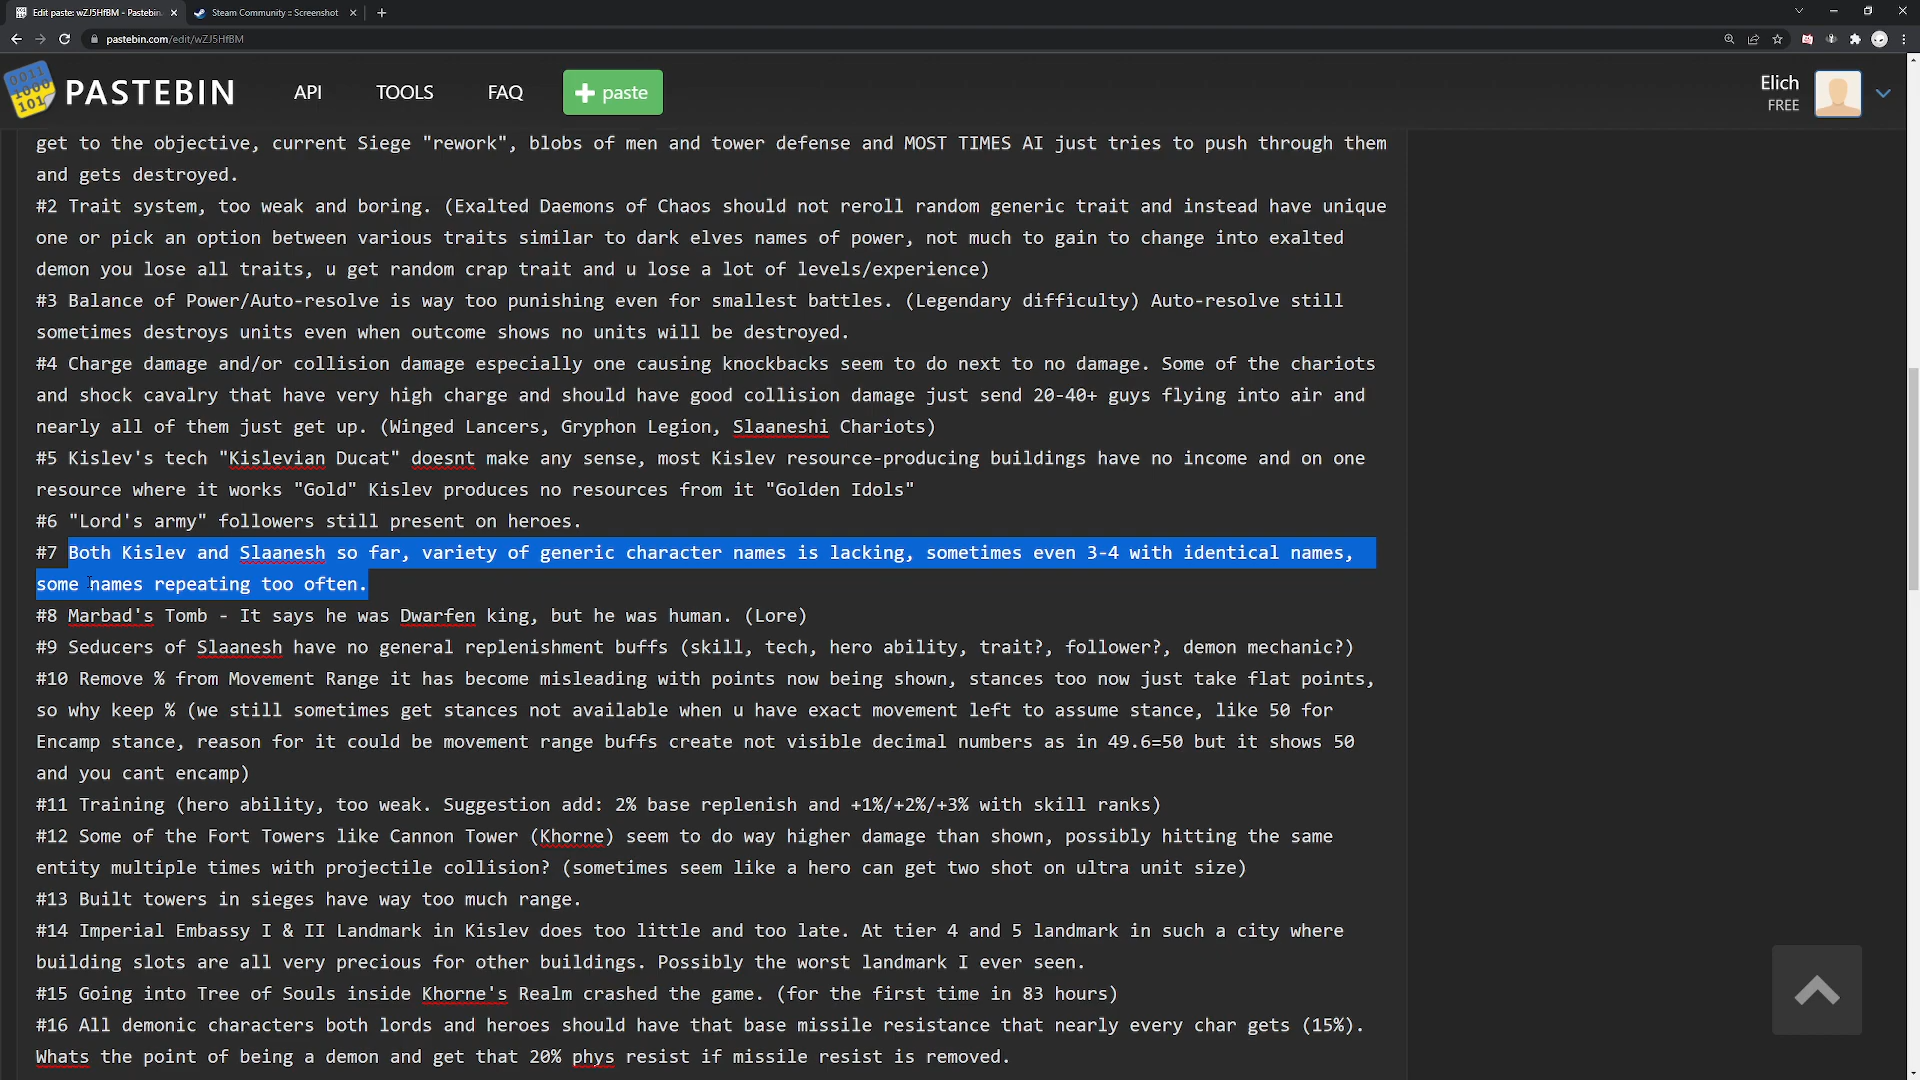 Edit paste: wZJ5HfBM - Pastebin.
Steam Community :: Screenshot
pastebin.com/edit/wZJ5HfBM
0011
1000
101
PASTEBIN
API
TOOLS
FAQ
+ paste
Elich
FREE
get to the objective, current Siege "rework", blobs of men and tower defense and MOST TIMES AI just tries to push through them
and gets destroyed.
#2 Trait system, too weak and boring. (Exalted Daemons of Chaos should not reroll random generic trait and instead have unique
one or pick an option between various traits similar to dark elves names of power, not much to gain to change into exalted
demon you lose all traits, u get random crap trait and u lose a lot of levels/experience)
#3 Balance of Power/Auto-resolve is way too punishing even for smallest battles. (Legendary difficulty) Auto-resolve still
sometimes destroys units even when outcome shows no units will be destroyed.
#4 Charge damage and/or collision damage especially one causing knockbacks seem to do next to no damage. Some of the chariots
and shock cavalry that have very high charge and should have good collision damage just send 20-40+ guys flying into air and
nearly all of them just get up. (Winged Lancers, Gryphon Legion, Slaaneshi Chariots)
#5 Kislev's tech "Kislevian Ducat" doesnt make any sense, most Kislev resource-producing buildings have no income and on one
resource where it works "Gold" Kislev produces no resources from it "Golden Idols"
#6 "Lord's army" followers still present on heroes.
#7 Both Kislev and Slaanesh so far, variety of generic character names is lacking, sometimes even 3-4 with identical names,
some names repeating too often.
#8 Marbad's Tomb - It says he was Dwarfen king, but he was human. (Lore)
#9 Seducers of Slaanesh have no general replenishment buffs (skill, tech, hero ability, trait?, follower?, demon mechanic?)
#10 Remove % from Movement Range it has become misleading with points now being shown, stances too now just take flat points,
so why keep % (we still sometimes get stances not available when u have exact movement left to assume stance, like 50 for
Encamp stance, reason for it could be movement range buffs create not visible decimal numbers as in 49.6=50 but it shows 50
and you cant encamp)
#11 Training (hero ability, too weak. Suggestion add: 2% base replenish and +1%/+2%/+3% with skill ranks)
#12 Some of the Fort Towers like Cannon Tower (Khorne) seem to do way higher damage than shown, possibly hitting the same
entity multiple times with projectile collision? (sometimes seem like a hero can get two shot on ultra unit size)
#13 Built towers in sieges have way too much range.
#14 Imperial Embassy I & II Landmark in Kislev does too little and too late. At tier 4 and 5 landmark in such a city where
building slots are all very precious for other buildings. Possibly the worst landmark I ever seen.
#15 Going into Tree of Souls inside Khorne's Realm crashed the game. (for the first time in 83 hours)
#16 All demonic characters both lords and heroes should have that base missile resistance that nearly every char gets (15%).
Whats the point of being a demon and get that 20% phys resist if missile resist is removed.